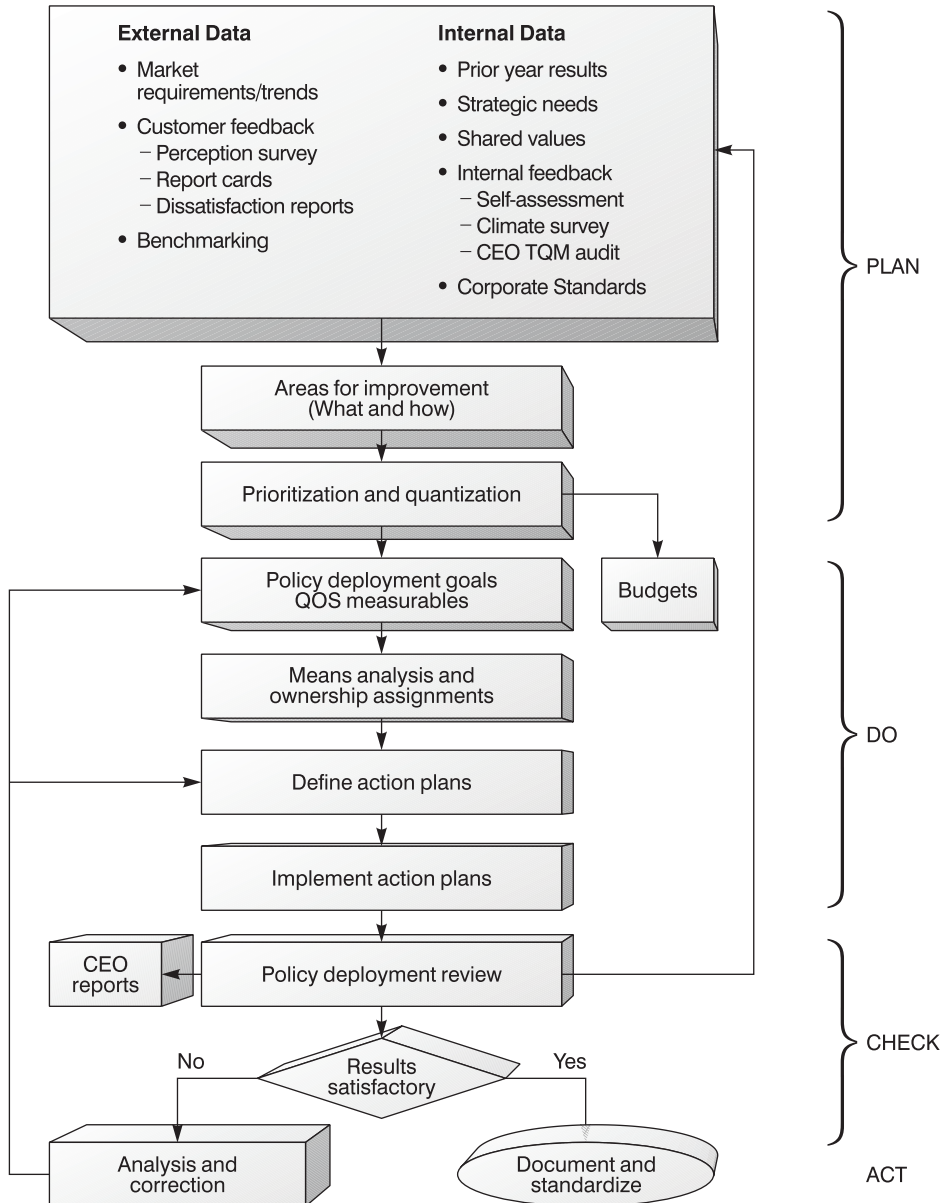 External Data
• Market
requirements/trends
• Customer feedback
– Perception survey
– Report cards
– Dissatisfaction reports
• Benchmarking
Internal Data
• Prior year results
• Strategic needs
• Shared values
• Internal feedback
– Self-assessment
– Climate survey
– CEO TQM audit
• Corporate Standards
PLAN
Areas for improvement
(What and how)
Prioritization and quantization
Budgets
Policy deployment goals
QOS measurables
Means analysis and
ownership assignments
DO
Define action plans
Implement action plans
CEO
reports
Policy deployment review
CHECK
No
Results
satisfactory
Yes
Analysis and
correction
Document and
standardize
ACT